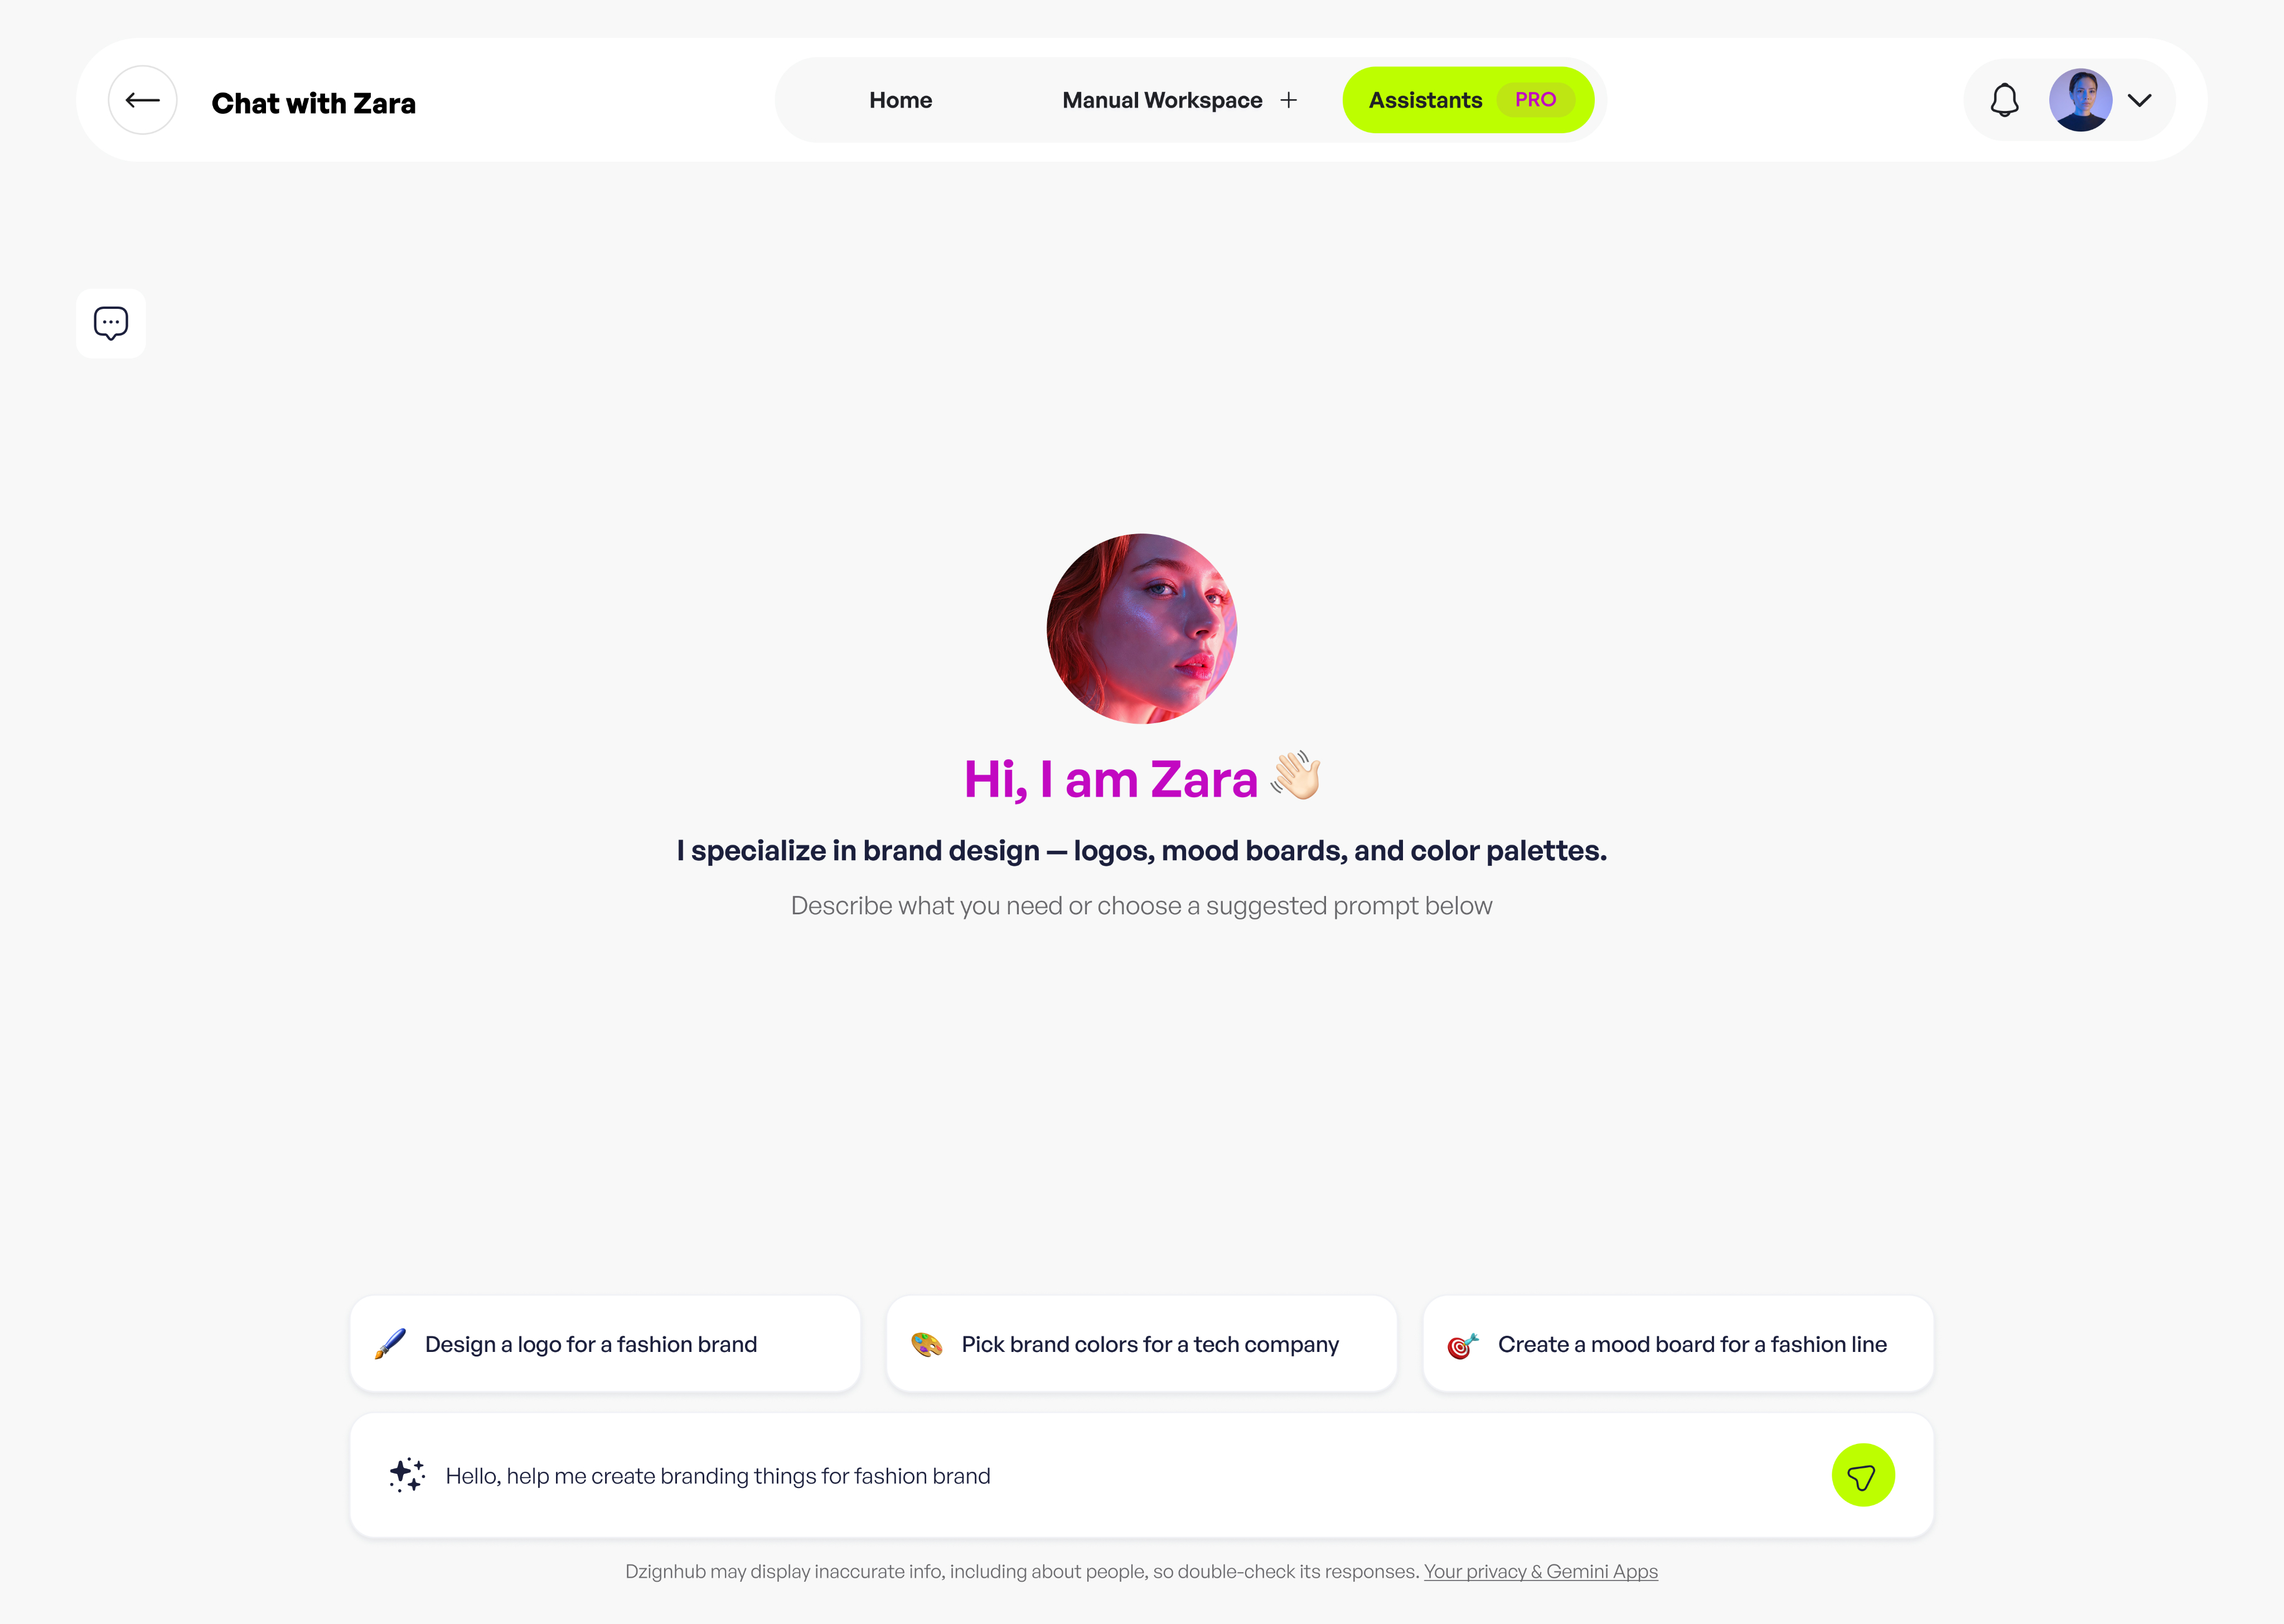 Chat with Zara
Home
Manual Workspace +
Assistants PRO
Hi, I am Zara 👋🏻
I specialize in brand design — logos, mood boards, and color palettes.
Describe what you need or choose a suggested prompt below
Design a logo for a fashion brand
Pick brand colors for a tech company
Create a mood board for a fashion line
Hello, help me create branding things for fashion brand
Dzignhub may display inaccurate info, including about people, so double-check its responses. Your privacy & Gemini Apps